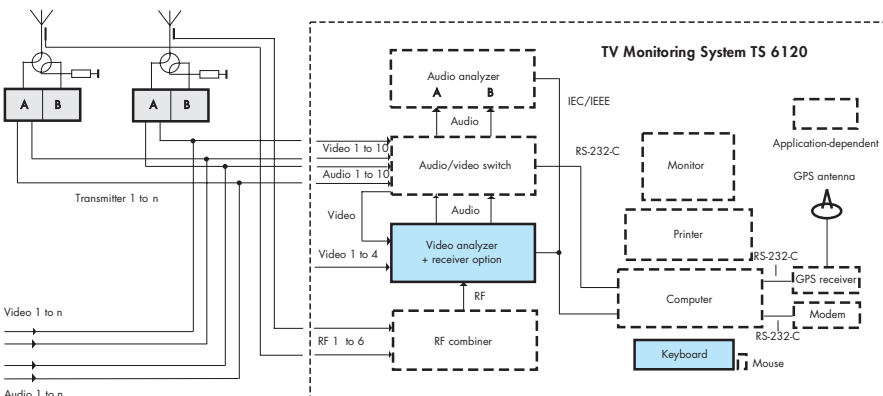 TV Monitoring System TS 6120
Audio analyzer
A B
IEC/IEEE
A B
A B
Audio
Application-dependent
Video 1 to 10
Audio/video switch
RS-232-C
Monitor
Audio 1 to 10
GPS antenna
Transmitter 1 to n
Video
Audio
Printer
Video analyzer
+ receiver option
Video 1 to 4
RS-232-C
GPS receiver
RF
Computer
Video 1 to n
Modem
RF 1 to 6
RF combiner
RS-232-C
Keyboard
Mouse
Audio 1 to n